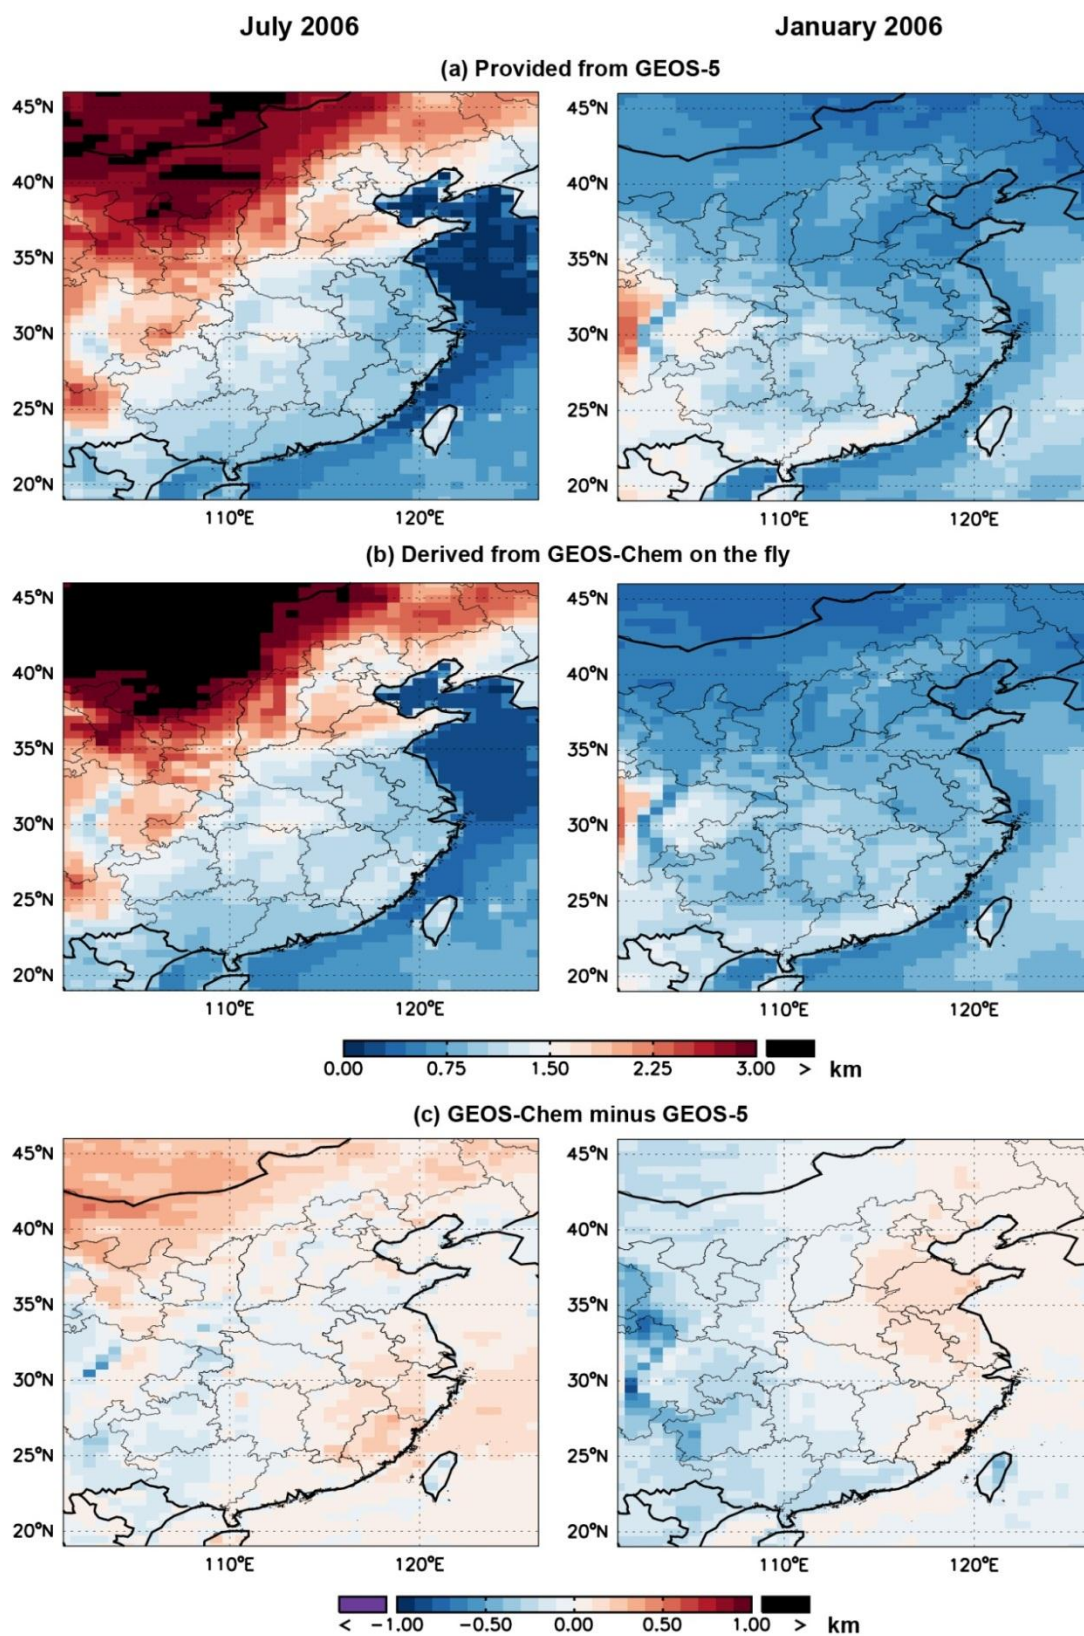 July 2006 January 2006
(a) Provided from GEOS-5
45°N 45°N
40°N 40°N
35°N 35°N
30°N 30°N
25°N 25°N
20°N 20°N
110°E 120°E 110°E 120°E
(b) Derived from GEOS-Chem on the fly
45°N 45°N
40°N 40°N
35°N 35°N
30°N 30°N
25°N 25°N
20°N 20°N
110°E 120°E 110°E 120°E
0.00 0.75 1.50 2.25 3.00 > km
(c) GEOS-Chem minus GEOS-5
45°N 45°N
40°N 40°N
35°N 35°N
30°N 30°N
25°N 25°N
20°N 20°N
110°E 120°E 110°E 120°E
< −1.00 −0.50 0.00 0.50 1.00 > km